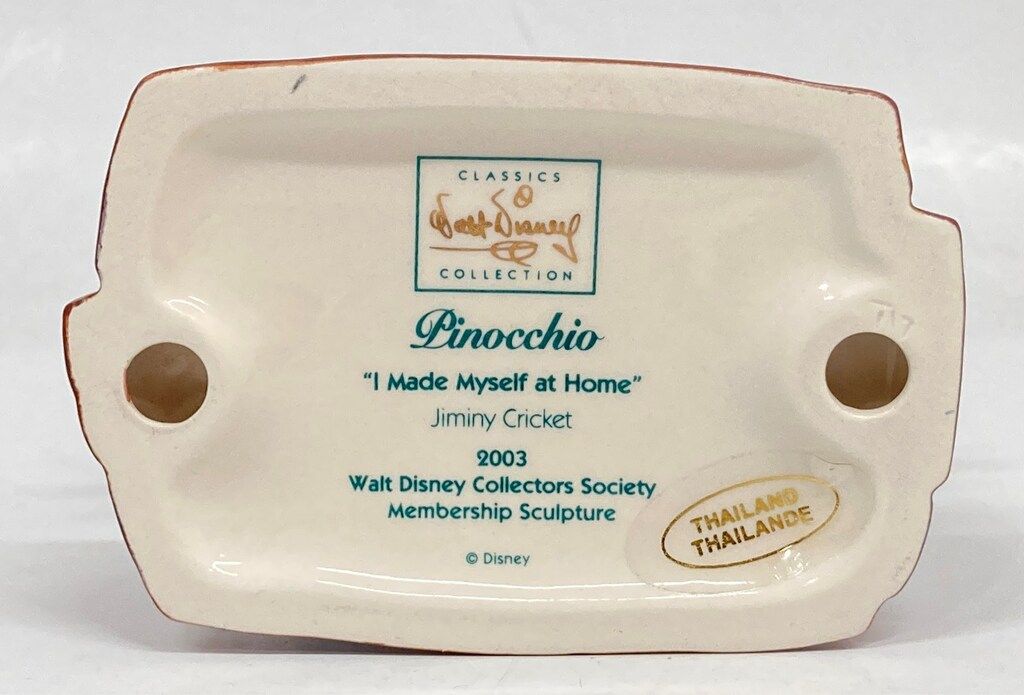 CLASSICS
Walt Disney
COLLECTION
Pinocchio
“I Made Myself at Home”
Jiminy Cricket
2003
Walt Disney Collectors Society
Membership Sculpture
© Disney
THAILAND
THAILANDE